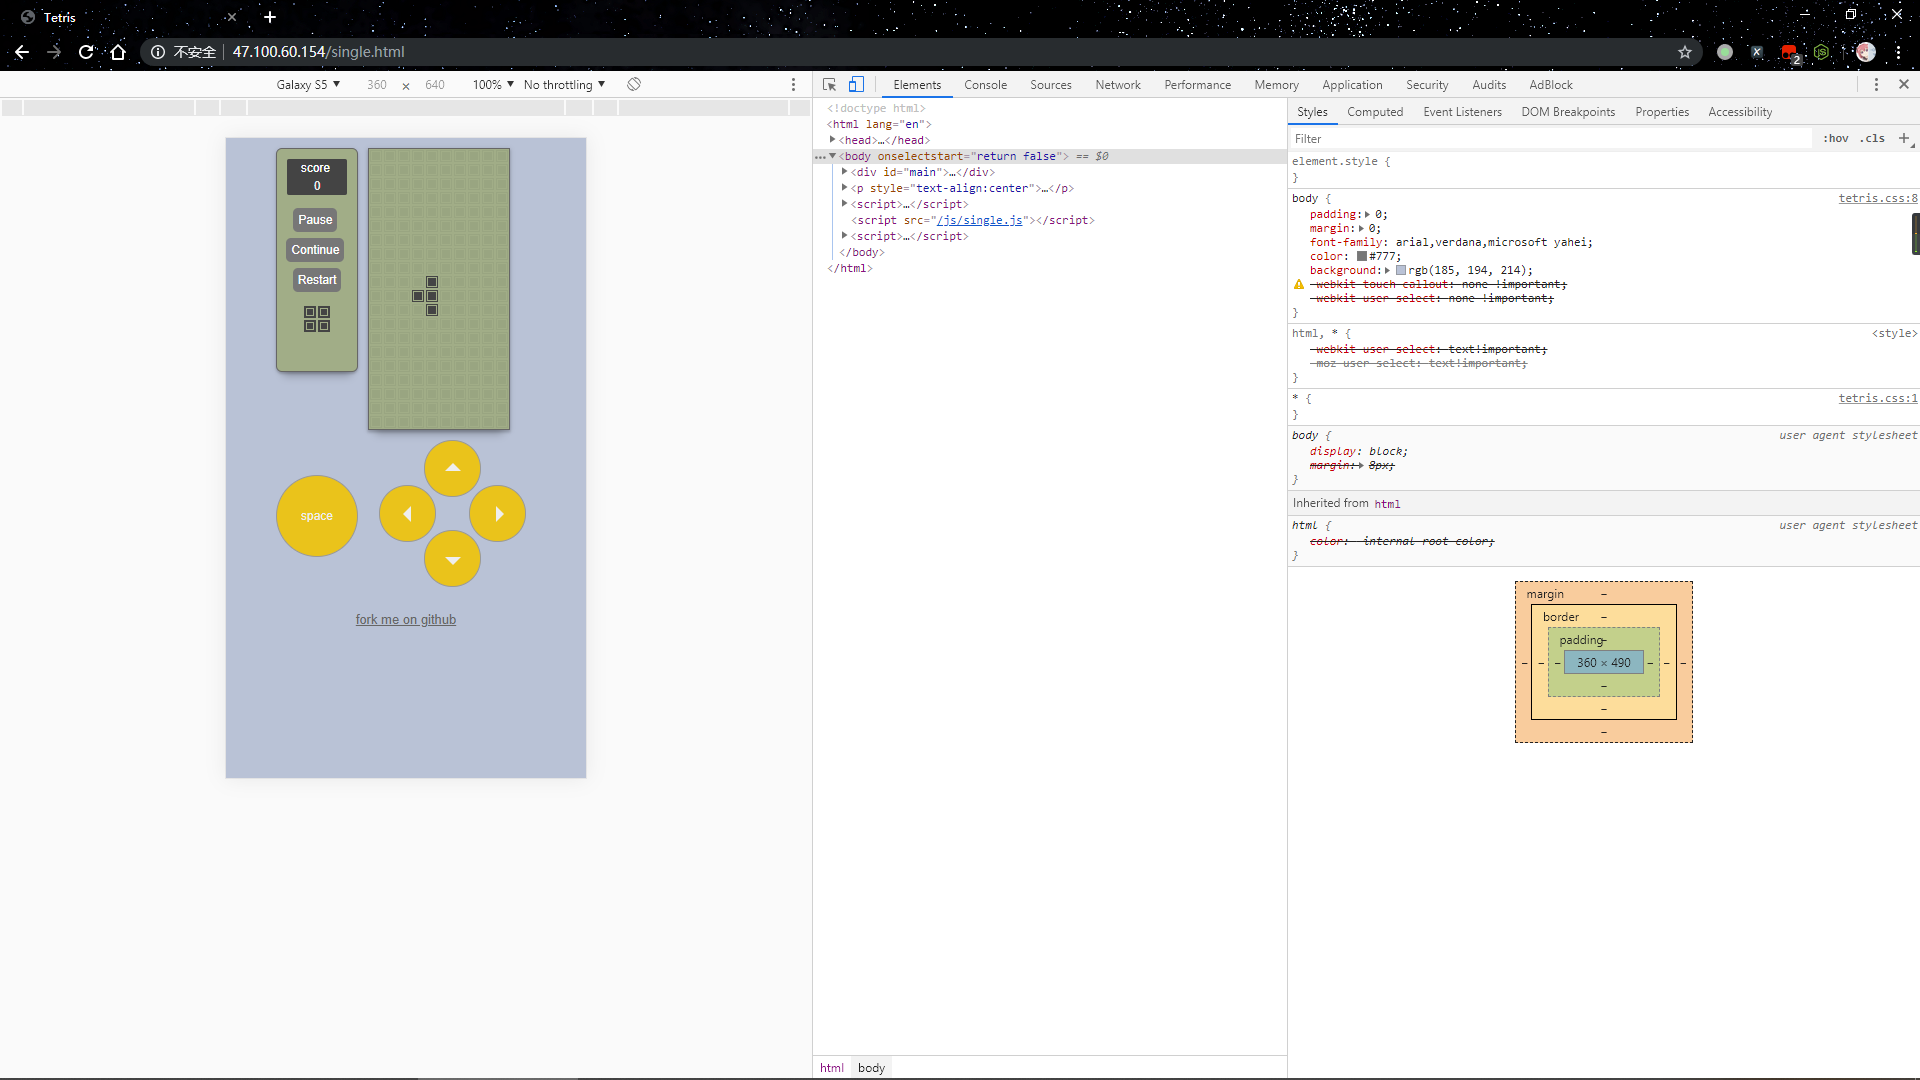 Tetris
不安全 47.100.60.154/single.html
2
Galaxy S5 360 × 640 100% No throttling
score
0
Pause
Continue
Restart
space
fork me on github
Elements Console Sources Network Performance Memory Application Security Audits AdBlock
<!doctype html>
<html lang="en">
<head>…</head>
…<body onselectstart="return false"> == $0
<div id="main">…</div>
<p style="text-align:center">…</p>
<script>…</script>
<script src="/js/single.js"></script>
<script>…</script>
</body>
</html>
html body
Styles Computed Event Listeners DOM Breakpoints Properties Accessibility
Filter :hov .cls +
element.style {
}
body { tetris.css:8
padding: 0;
margin: 0;
font-family: arial,verdana,microsoft yahei;
color: #777;
background: rgb(185, 194, 214);
-webkit-touch-callout: none !important;
-webkit-user-select: none !important;
}
html, * { <style>
-webkit-user-select: text!important;
-moz-user-select: text!important;
}
* { tetris.css:1
}
body { user agent stylesheet
display: block;
margin: 8px;
}
Inherited from html
html { user agent stylesheet
color: -internal-root-color;
}
margin –
border –
padding –
– – – 360 × 490 – – –
–
–
–